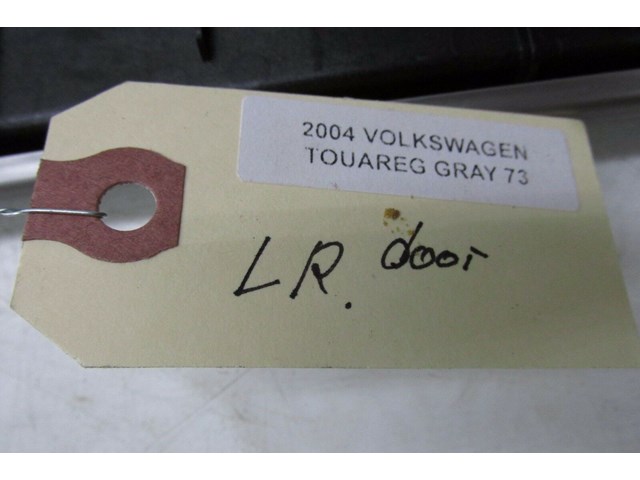 2004 VOLKSWAGEN
TOUAREG GRAY 73
LR. door